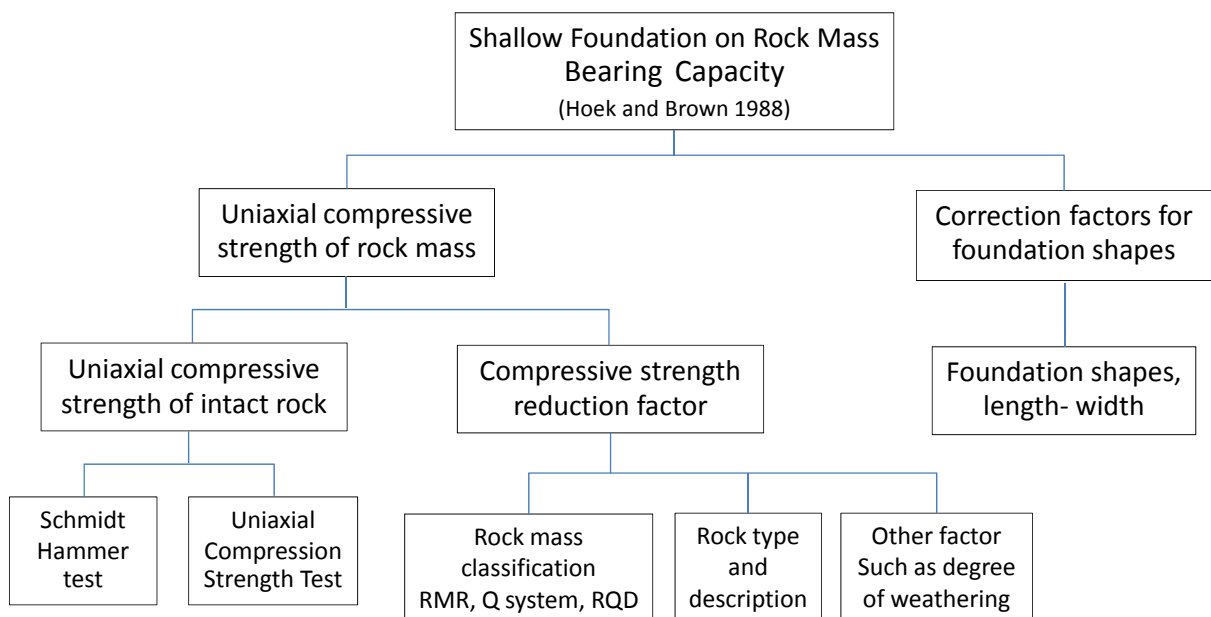 Shallow Foundation on Rock Mass
Bearing Capacity
(Hoek and Brown 1988)
Uniaxial compressive
strength of rock mass
Correction factors for
foundation shapes
Uniaxial compressive
strength of intact rock
Compressive strength
reduction factor
Foundation shapes,
length- width
Schmidt
Hammer
test
Uniaxial
Compression
Strength Test
Rock mass
classification
RMR, Q system, RQD
Rock type
and
description
Other factor
Such as degree
of weathering